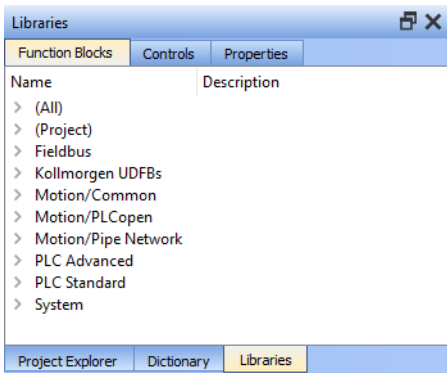 Libraries
Function Blocks Controls Properties
Name Description
(All)
(Project)
Fieldbus
Kollmorgen UDFBs
Motion/Common
Motion/PLCopen
Motion/Pipe Network
PLC Advanced
PLC Standard
System
Project Explorer Dictionary Libraries